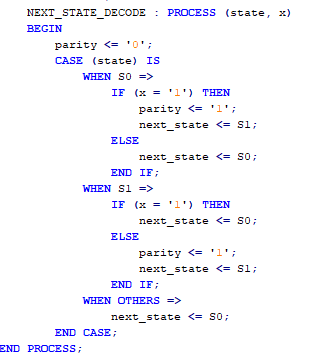 NEXT_STATE_DECODE : PROCESS (state, x)
BEGIN
parity <= '0';
CASE (state) IS
WHEN S0 =>
IF (x = '1') THEN
parity <= '1';
next_state <= S1;
ELSE
next_state <= S0;
END IF;
WHEN S1 =>
IF (x = '1') THEN
next_state <= S0;
ELSE
parity <= '1';
next_state <= S1;
END IF;
WHEN OTHERS =>
next_state <= S0;
END CASE;
END PROCESS;